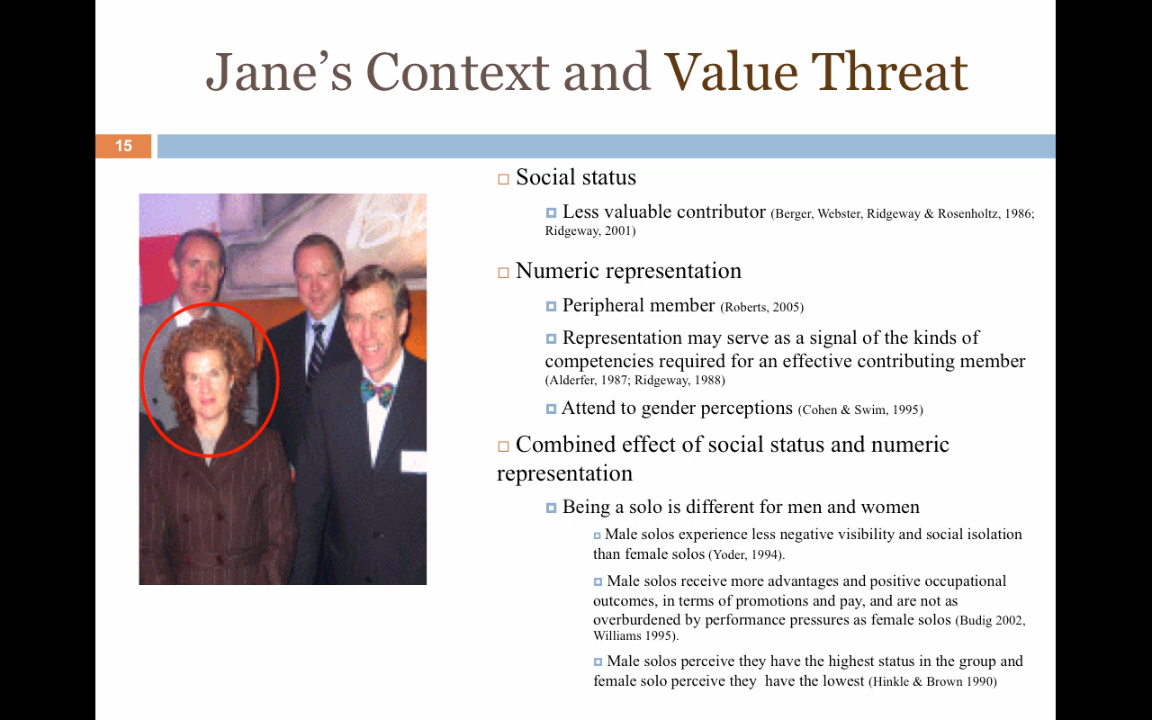 Jane's Context and Value Threat
15
Social status
Less valuable contributor (Berger, Webster, Ridgeway & Rosenholtz, 1986;
Ridgeway, 2001)
Numeric representation
Peripheral member (Roberts, 2005)
Representation may serve as a signal of the kinds of
competencies required for an effective contributing member
(Alderfer, 1987; Ridgeway, 1988)
Attend to gender perceptions (Cohen & Swim, 1995)
Combined effect of social status and numeric
representation
Being a solo is different for men and women
Male solos experience less negative visibility and social isolation
than female solos (Yoder, 1994).
Male solos receive more advantages and positive occupational
outcomes, in terms of promotions and pay, and are not as
overburdened by performance pressures as female solos (Budig 2002,
Williams 1995).
Male solos perceive they have the highest status in the group and
female solo perceive they  have the lowest (Hinkle & Brown 1990)